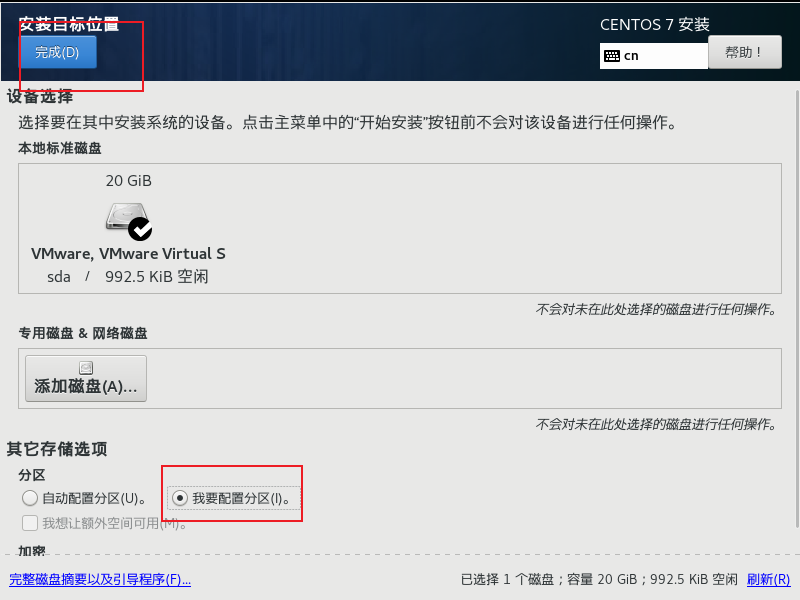 安装目标位置
CENTOS 7 安装
完成(D)
cn
帮助！
设备选择
选择要在其中安装系统的设备。点击主菜单中的“开始安装”按钮前不会对该设备进行任何操作。
本地标准磁盘
20 GiB
VMware, VMware Virtual S
sda / 992.5 KiB 空闲
不会对未在此处选择的磁盘进行任何操作。
专用磁盘 & 网络磁盘
添加磁盘(A)...
不会对未在此处选择的磁盘进行任何操作。
其它存储选项
分区
自动配置分区(U)。
我要配置分区(I)。
我想让额外空间可用(M)。
加密
完整磁盘摘要以及引导程序(F)...
已选择 1 个磁盘；容量 20 GiB；992.5 KiB 空闲
刷新(R)